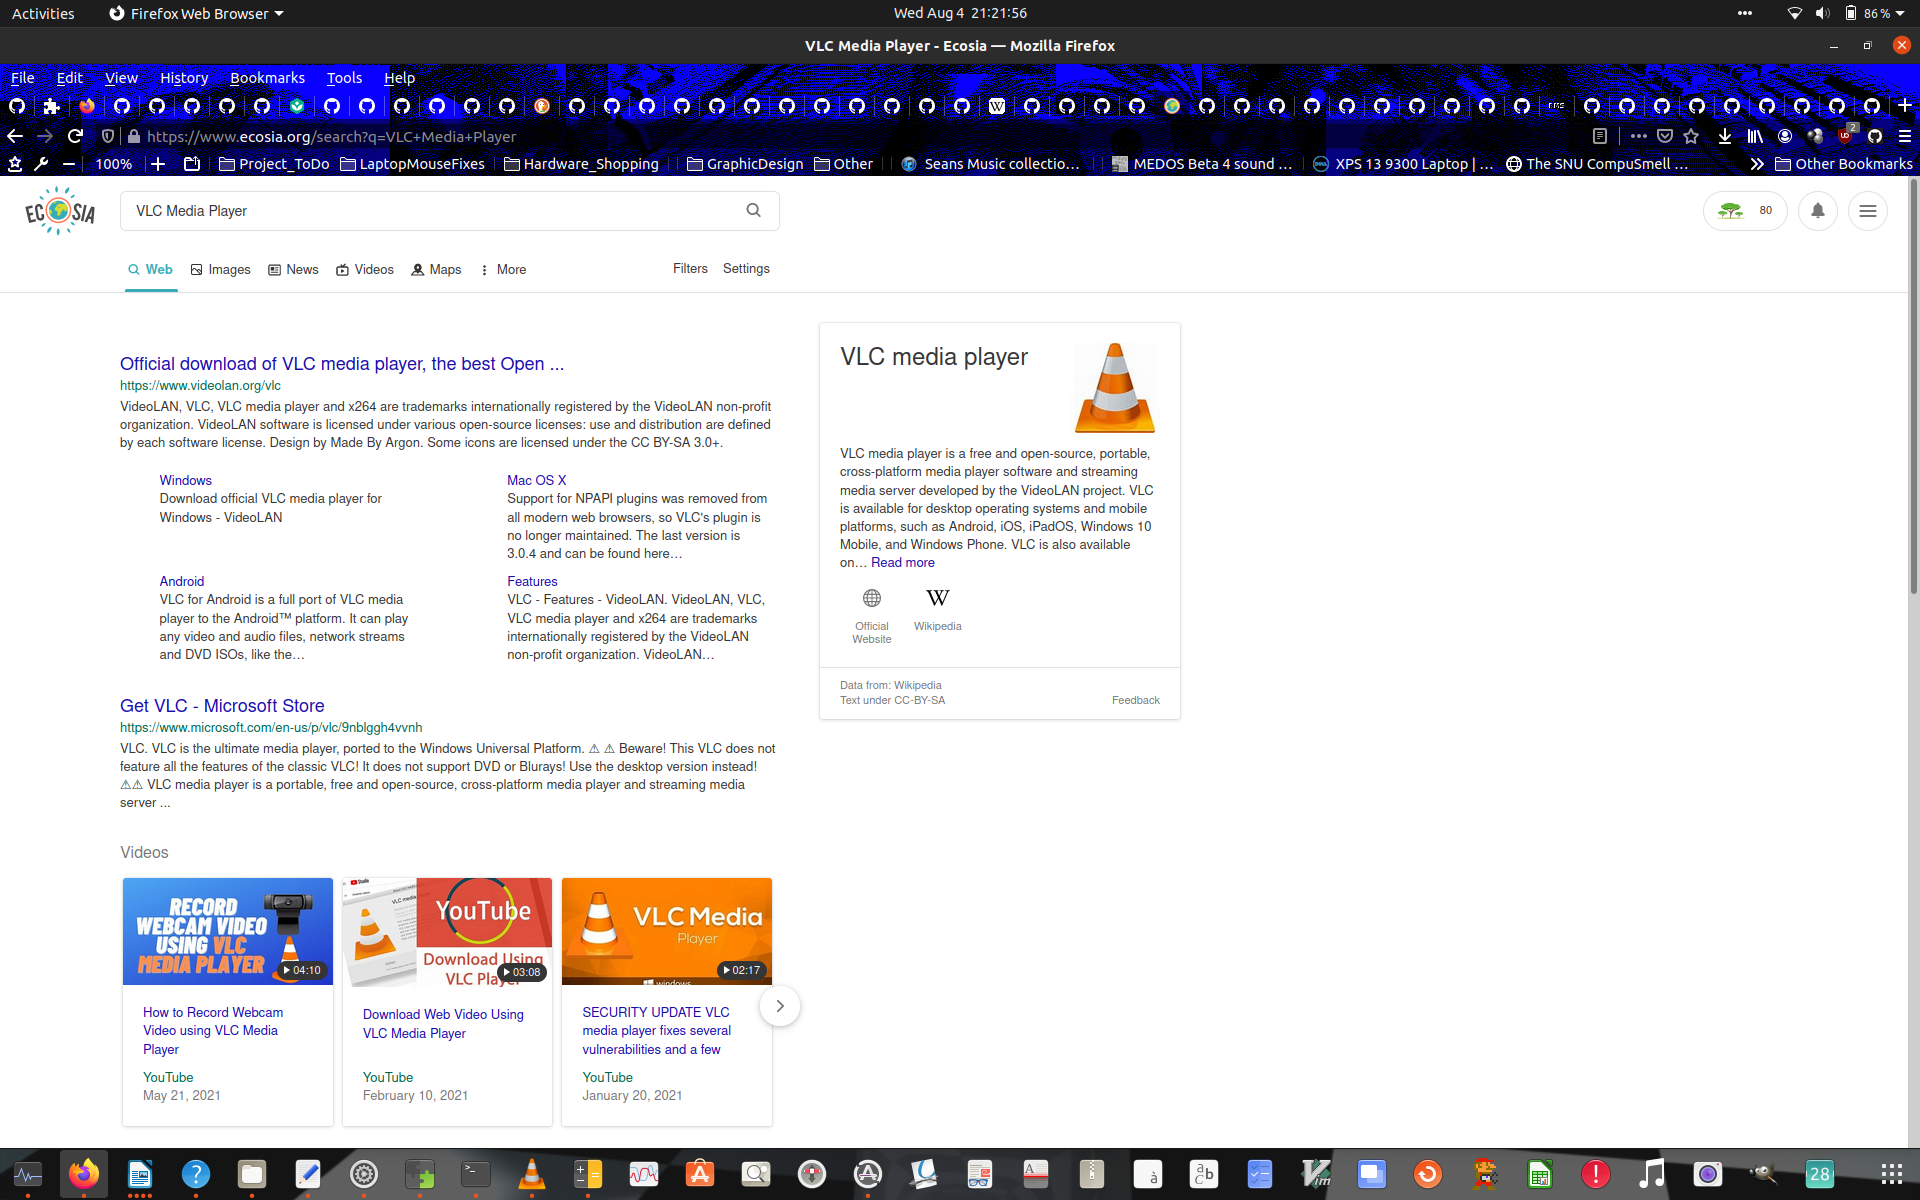 Activities
Firefox Web Browser
Wed Aug 4 21:21:56
86 %
VLC Media Player - Ecosia — Mozilla Firefox
File Edit View History Bookmarks Tools Help
https://www.ecosia.org/search?q=VLC+Media+Player
2
100%
Project_ToDo
LaptopMouseFixes
Hardware_Shopping
GraphicDesign
Other
Seans Music collectio…
MEDOS Beta 4 sound …
XPS 13 9300 Laptop | …
The SNU CompuSmell …
Other Bookmarks
ECOSIA
VLC Media Player
80
Web
Images
News
Videos
Maps
More
Filters
Settings
Official download of VLC media player, the best Open ...
https://www.videolan.org/vlc
VideoLAN, VLC, VLC media player and x264 are trademarks internationally registered by the VideoLAN non-profit
organization. VideoLAN software is licensed under various open-source licenses: use and distribution are defined
by each software license. Design by Made By Argon. Some icons are licensed under the CC BY-SA 3.0+.
Windows
Download official VLC media player for
Windows - VideoLAN
Mac OS X
Support for NPAPI plugins was removed from
all modern web browsers, so VLC's plugin is
no longer maintained. The last version is
3.0.4 and can be found here…
Android
VLC for Android is a full port of VLC media
player to the Android™ platform. It can play
any video and audio files, network streams
and DVD ISOs, like the…
Features
VLC - Features - VideoLAN. VideoLAN, VLC,
VLC media player and x264 are trademarks
internationally registered by the VideoLAN
non-profit organization. VideoLAN…
Get VLC - Microsoft Store
https://www.microsoft.com/en-us/p/vlc/9nblggh4vvnh
VLC. VLC is the ultimate media player, ported to the Windows Universal Platform. ⚠ ⚠ Beware! This VLC does not
feature all the features of the classic VLC! It does not support DVD or Blurays! Use the desktop version instead!
⚠⚠ VLC media player is a portable, free and open-source, cross-platform media player and streaming media
server ...
Videos
RECORD
WEBCAM VIDEO
USING VLC
MEDIA PLAYER
04:10
How to Record Webcam
Video using VLC Media
Player
YouTube
May 21, 2021
YouTube
Download Using
VLC Player
03:08
Download Web Video Using
VLC Media Player
YouTube
February 10, 2021
VLC Media
Player
windows
02:17
SECURITY UPDATE VLC
media player fixes several
vulnerabilities and a few
YouTube
January 20, 2021
VLC media player
VLC media player is a free and open-source, portable,
cross-platform media player software and streaming
media server developed by the VideoLAN project. VLC
is available for desktop operating systems and mobile
platforms, such as Android, iOS, iPadOS, Windows 10
Mobile, and Windows Phone. VLC is also available
on… Read more
W
Official
Website
Wikipedia
Data from: Wikipedia
Text under CC-BY-SA
Feedback
28